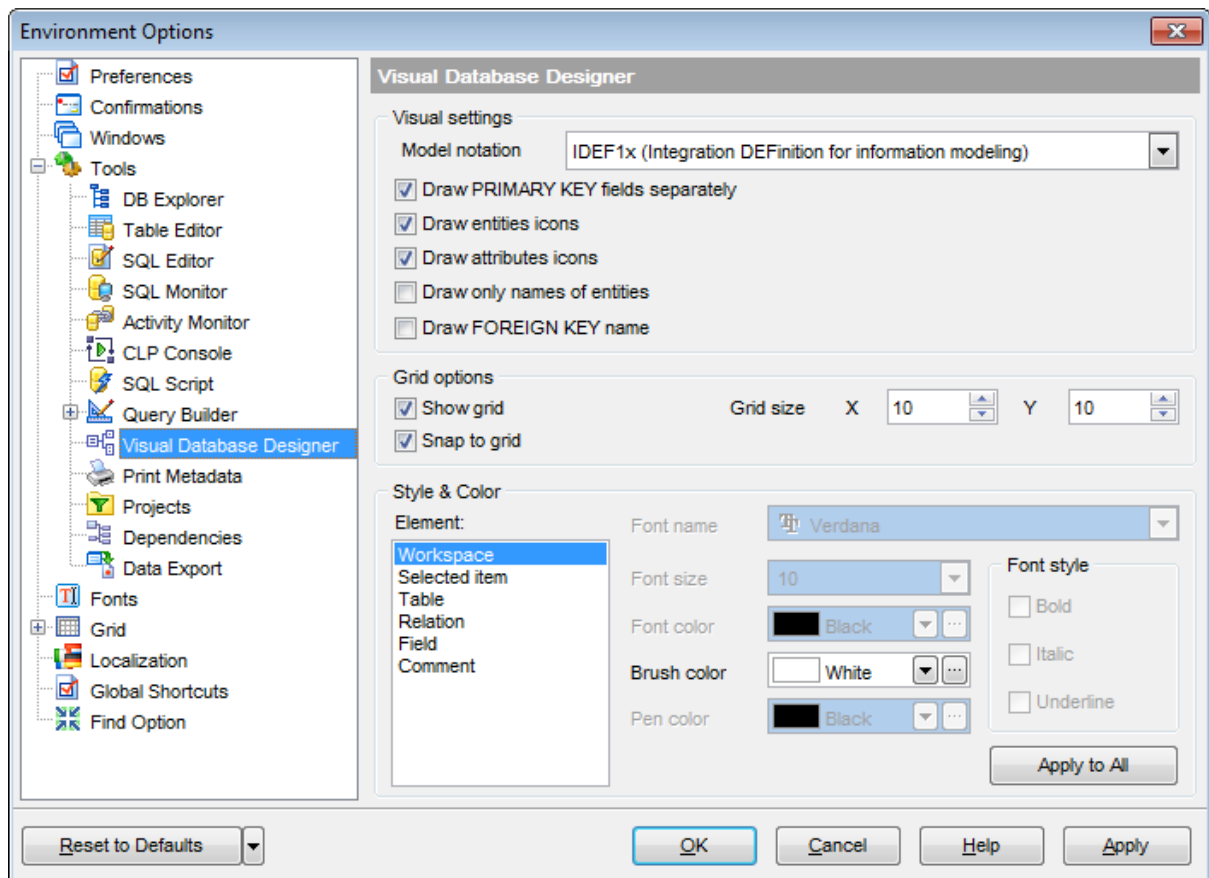 Environment Options
Preferences
Confirmations
Windows
Tools
DB Explorer
Table Editor
SQL Editor
SQL Monitor
Activity Monitor
CLP Console
SQL Script
Query Builder
Visual Database Designer
Print Metadata
Projects
Dependencies
Data Export
Fonts
Grid
Localization
Global Shortcuts
Find Option
Visual Database Designer
Visual settings
Model notation IDEF1x (Integration DEFinition for information modeling)
Draw PRIMARY KEY fields separately
Draw entities icons
Draw attributes icons
Draw only names of entities
Draw FOREIGN KEY name
Grid options
Show grid Grid size X 10 Y 10
Snap to grid
Style & Color
Element:
Workspace
Selected item
Table
Relation
Field
Comment
Font name Verdana
Font size 10
Font color Black
Brush color White
Pen color Black
Font style
Bold
Italic
Underline
Apply to All
Reset to Defaults OK Cancel Help Apply